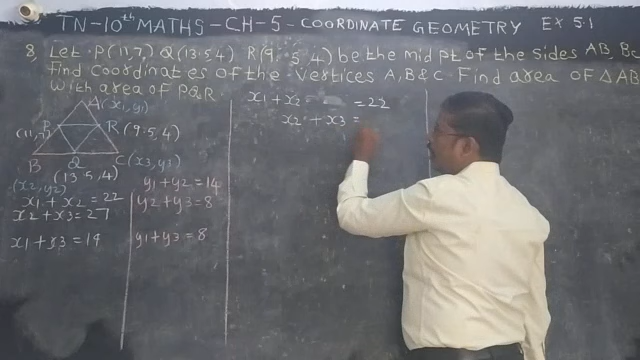 TN-10th MATHS-CH-5-COORDINATE GEOMETRY EX 5.1
8, Let P(11,7) Q(13.5,4) R(9.5,4) be the mid pt of the sides AB, BC
find coordinates of the vertices A, B & C. Find area of ΔAB
with area of PQR.
A(x1,y1)
(11,7) P R (9.5,4)
B Q C (x3,y3)
(13.5,4)
(x2,y2)
x1 + x2 = 22
x2 + x3 = 27
x1 + x3 = 19
y1 + y2 = 14
y2 + y3 = 8
y1 + y3 = 8
x1 + x2 = 22
x2 + x3 =